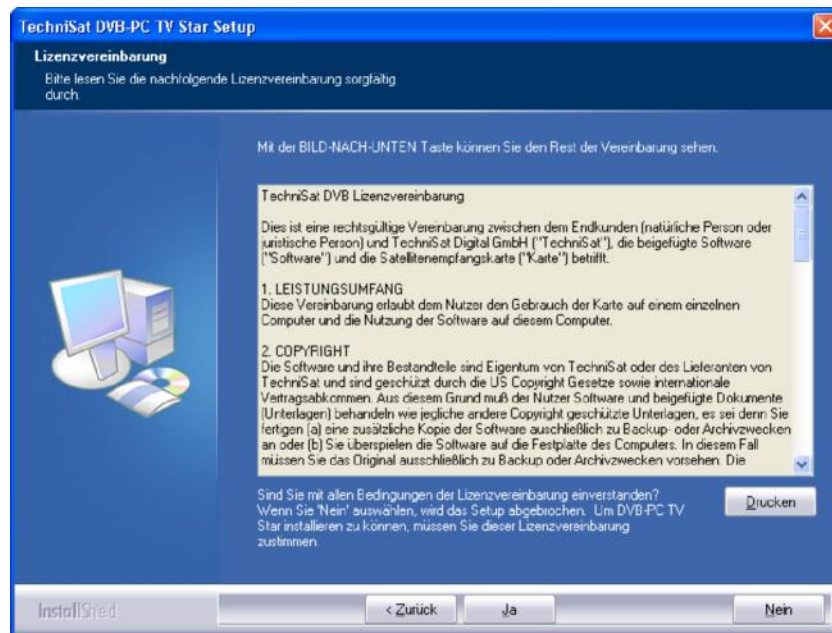 TechniSat DVB-PC TV Star Setup
Lizenzvereinbarung
Bitte lesen Sie die nachfolgende Lizenzvereinbarung sorgfältig
durch.
Mit der BILD-NACH-UNTEN Taste können Sie den Rest der Vereinbarung sehen.
TechniSat DVB Lizenzvereinbarung
Dies ist eine rechtsgültige Vereinbarung zwischen dem Endkunden (natürliche Person oder
juristische Person) und TechniSat Digital GmbH ("TechniSat"), die beigefügte Software
("Software") und die Satellitenempfangskarte ("Karte") betrifft.
1. LEISTUNGSUMFANG
Diese Vereinbarung erlaubt dem Nutzer den Gebrauch der Karte auf einem einzelnen
Computer und die Nutzung der Software auf diesem Computer.
2. COPYRIGHT
Die Software und ihre Bestandteile sind Eigentum von TechniSat oder des Lieferanten von
TechniSat und sind geschützt durch die US Copyright Gesetze sowie internationale
Vertragsabkommen. Aus diesem Grund muß der Nutzer Software und beigefügte Dokumente
(Unterlagen) behandeln wie jegliche andere Copyright geschützte Unterlagen, es sei denn Sie
fertigen (a) eine zusätzliche Kopie der Software auschließlich zu Backup- oder Archivzwecken
an oder (b) Sie überspielen die Software auf die Festplatte des Computers. In diesem Fall
müssen Sie das Original ausschließlich zu Backup oder Archivzwecken vorsehen. Die
Sind Sie mit allen Bedingungen der Lizenzvereinbarung einverstanden?
Wenn Sie 'Nein' auswählen, wird das Setup abgebrochen. Um DVB-PC TV
Star installieren zu können, müssen Sie dieser Lizenzvereinbarung
zustimmen.
Drucken
InstallShield
< Zurück
Ja
Nein